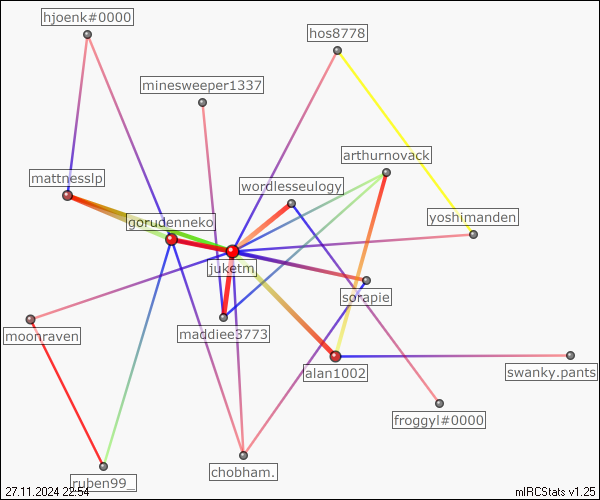 hjoenk#0000
hos8778
minesweeper1337
arthurnovack
mattnesslp
wordlesseulogy
gorudenneko
yoshimanden
juketm
sorapie
moonraven
maddiee3773
alan1002
swanky.pants
froggyl#0000
chobham.
ruben99_
27.11.2024 22:54
mIRCStats v1.25